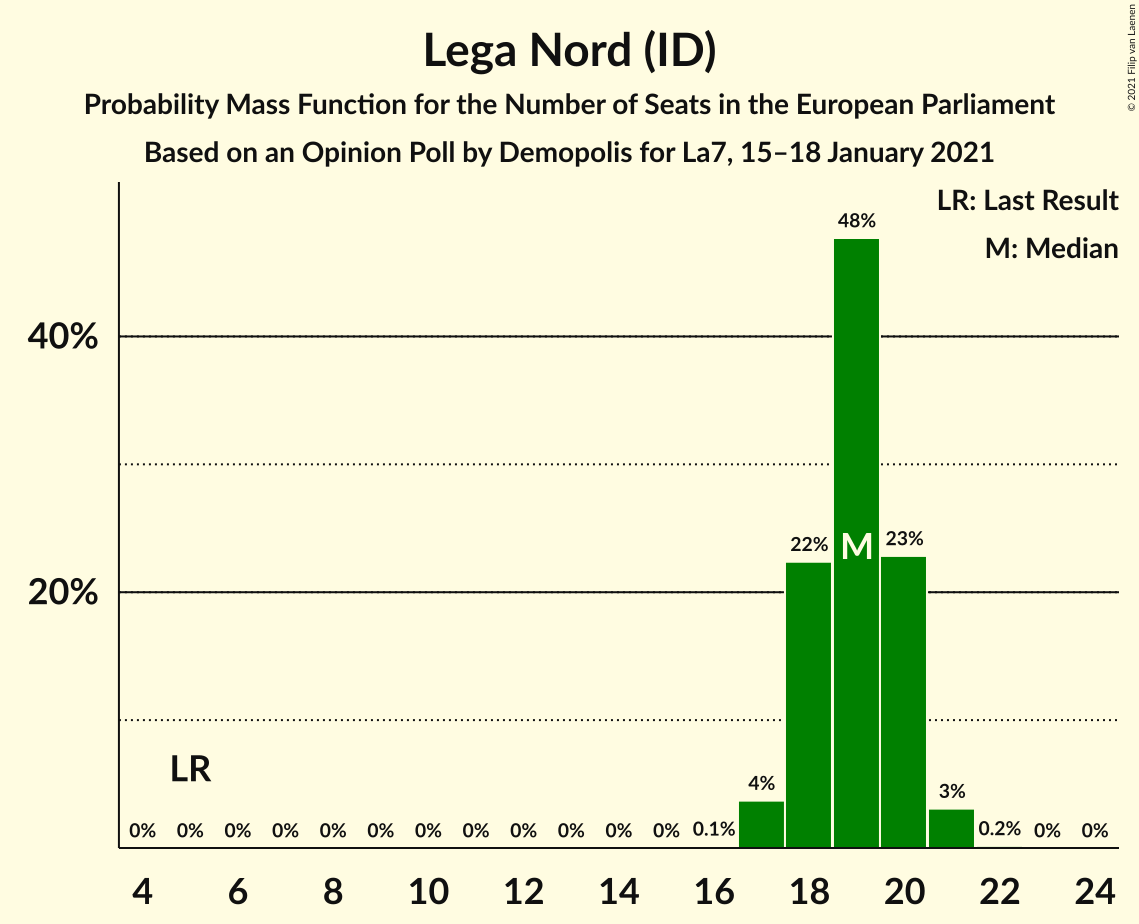 Lega Nord (ID)
Probability Mass Function for the Number of Seats in the European Parliament
Based on an Opinion Poll by Demopolis for La7, 15–18 January 2021
© 2021 Filip van Laenen
LR: Last Result
M: Median
48%
40%
22%
M
23%
20%
LR
4%
3%
0% 0% 0% 0% 0% 0% 0% 0% 0% 0% 0% 0% 0.1% 0.2% 0% 0%
4 6 8 10 12 14 16 18 20 22 24